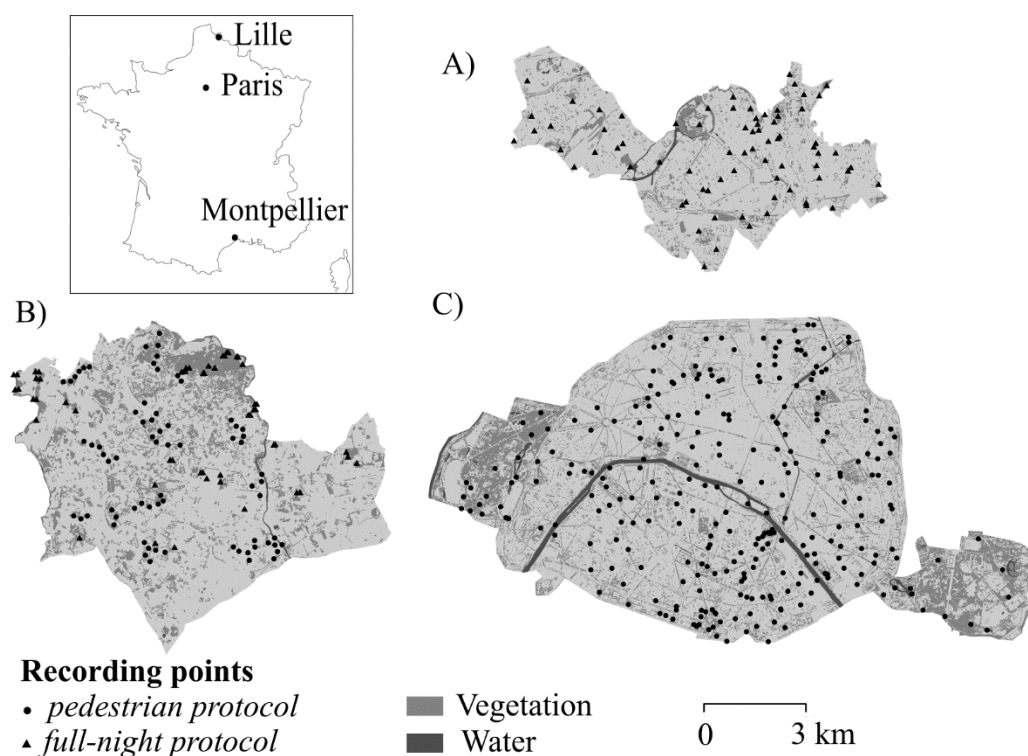 Lille
Paris
Montpellier
A)
B)
C)
Recording points
pedestrian protocol
full-night protocol
Vegetation
Water
0 3 km